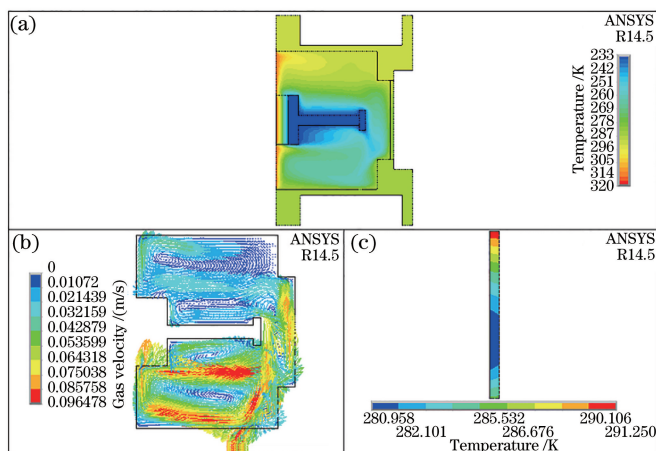 (a)
ANSYS
R14.5
Temperature /K
233
242
251
260
269
278
287
296
305
314
320
(b)
ANSYS
R14.5
Gas velocity /(m/s)
0
0.01072
0.021439
0.032159
0.042879
0.053599
0.064318
0.075038
0.085758
0.096478
(c)
ANSYS
R14.5
280.958 285.532 290.106
282.101 286.676 291.250
Temperature /K